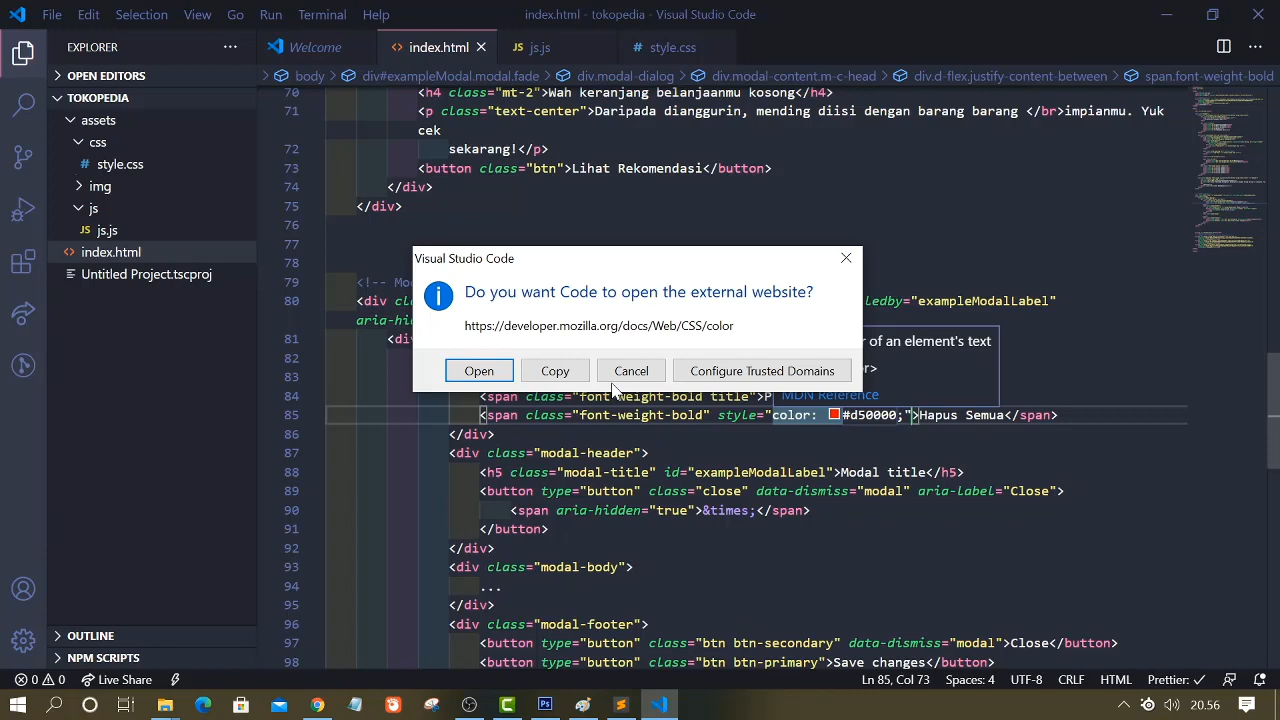 File Edit Selection View Go Run Terminal Help index.html - tokopedia - Visual Studio Code
EXPLORER
Welcome
index.html
js.js
style.css
OPEN EDITORS
TOKOPEDIA
assets
css
style.css
img
js
js.js
index.html
Untitled Project.tscproj
OUTLINE
NPM SCRIPTS
body div#exampleModal.modal.fade div.modal-dialog div.modal-content.m-c-head div.d-flex.justify-content-between span.font-weight-bold
70 <h4 class="mt-2">Wah keranjang belanjaanmu kosong</h4>
71 <p class="text-center">Daripada dianggurin, mending diisi dengan barang barang </br>impianmu. Yuk
cek
72 sekarang!</p>
73 <button class="btn">Lihat Rekomendasi</button>
74 </div>
75 </div>
76
77
78
79 <!-- Mo
80 <div cla
ledby="exampleModalLabel"
aria-hid
81 <div
82
83
84 <span class="font-weight-bold title">P
85 <span class="font-weight-bold" style="color: #d50000;">Hapus Semua</span>
86 </div>
87 <div class="modal-header">
88 <h5 class="modal-title" id="exampleModalLabel">Modal title</h5>
89 <button type="button" class="close" data-dismiss="modal" aria-label="Close">
90 <span aria-hidden="true">&times;</span>
91 </button>
92 </div>
93 <div class="modal-body">
94 ...
95 </div>
96 <div class="modal-footer">
97 <button type="button" class="btn btn-secondary" data-dismiss="modal">Close</button>
98 <button type="button" class="btn btn-primary">Save changes</button>
r of an element's text
or>
MDN Reference
Visual Studio Code
Do you want Code to open the external website?
https://developer.mozilla.org/docs/Web/CSS/color
Open Copy Cancel Configure Trusted Domains
0 0 Live Share Ln 85, Col 73 Spaces: 4 UTF-8 CRLF HTML Prettier: ✓
20.56